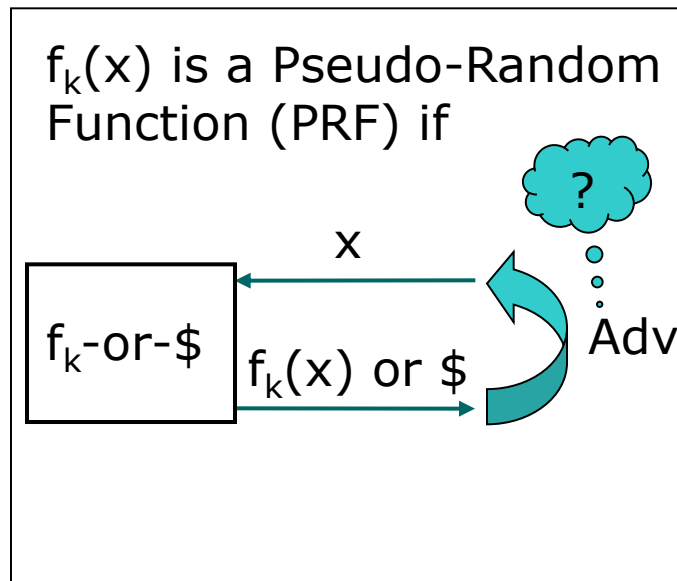 fₖ(x) is a Pseudo-Random
Function (PRF) if
?
x
fₖ-or-$
Adv
fₖ(x) or $